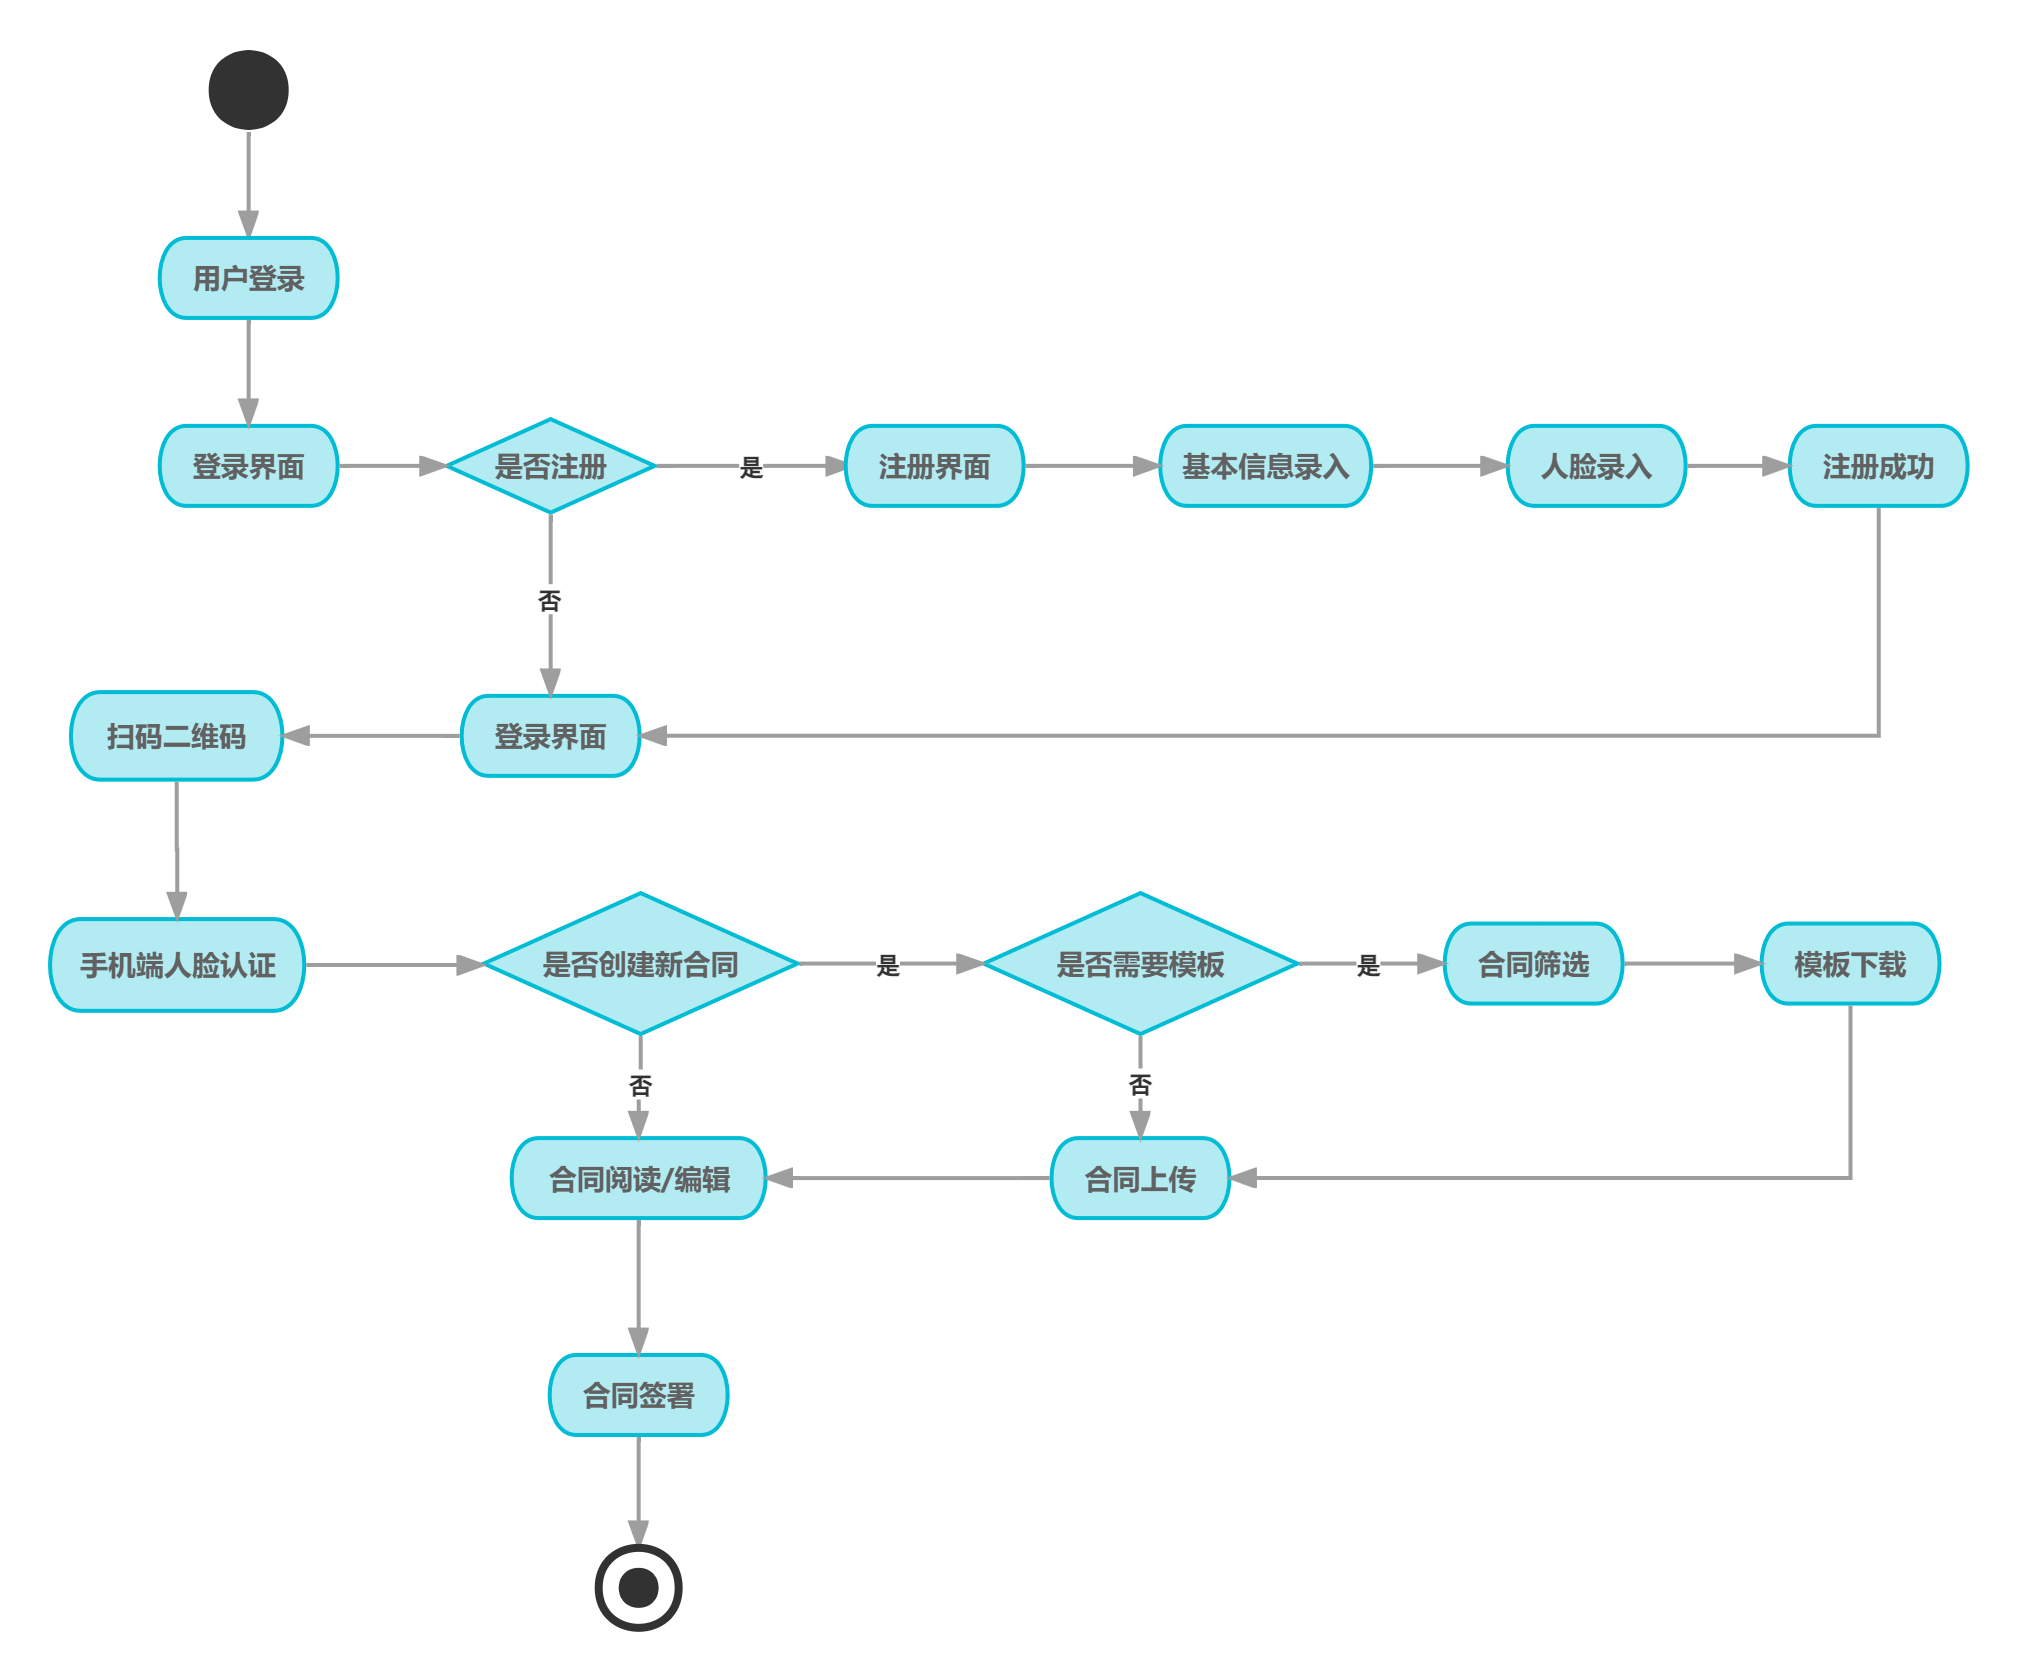 用户登录
登录界面
是否注册
是
注册界面
基本信息录入
人脸录入
注册成功
否
扫码二维码
登录界面
手机端人脸认证
是否创建新合同
是
是否需要模板
是
合同筛选
模板下载
否
否
合同阅读/编辑
合同上传
合同签署